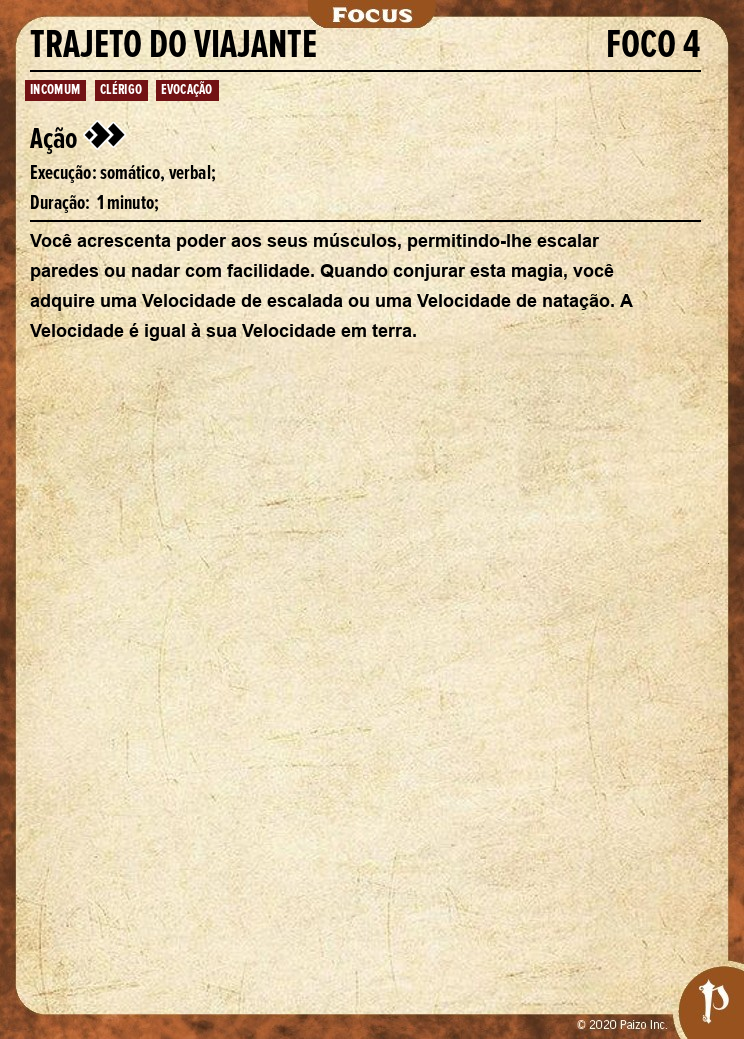 Focus
TRAJETO DO VIAJANTE FOCO 4
INCOMUM CLÉRIGO EVOCAÇÃO
Ação
Execução: somático, verbal;
Duração: 1 minuto;
Você acrescenta poder aos seus músculos, permitindo-lhe escalar
paredes ou nadar com facilidade. Quando conjurar esta magia, você
adquire uma Velocidade de escalada ou uma Velocidade de natação. A
Velocidade é igual à sua Velocidade em terra.
© 2020 Paizo Inc.
P